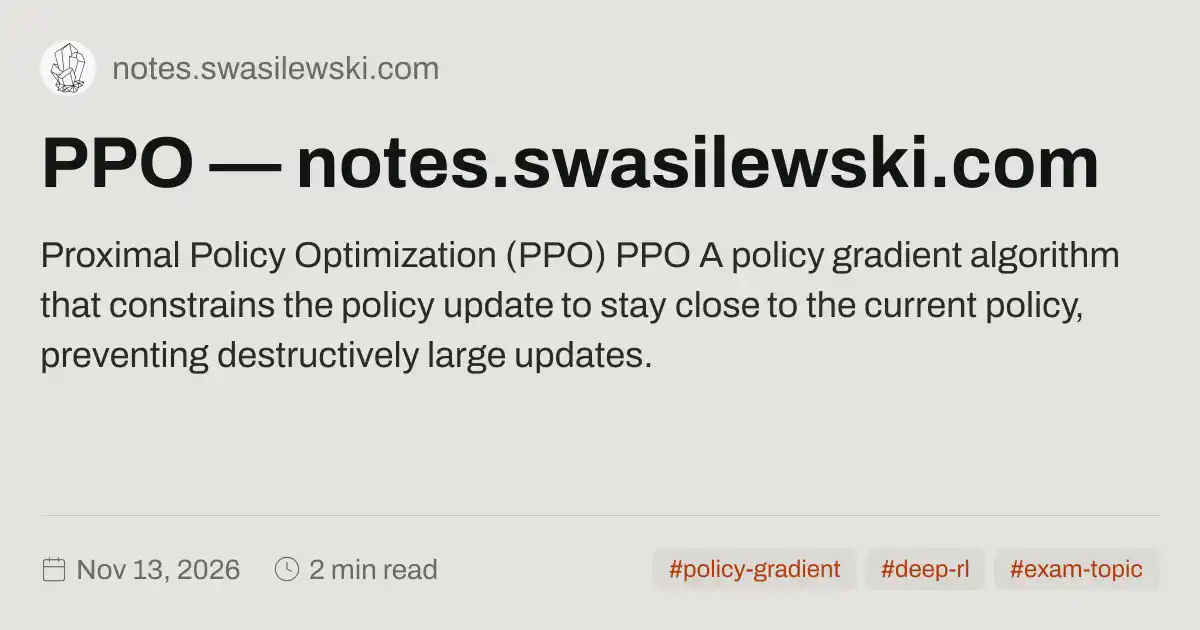 notes.swasilewski.com
PPO — notes.swasilewski.com
Proximal Policy Optimization (PPO) PPO A policy gradient algorithm
that constrains the policy update to stay close to the current policy,
preventing destructively large updates.
Nov 13, 2026 2 min read #policy-gradient #deep-rl #exam-topic